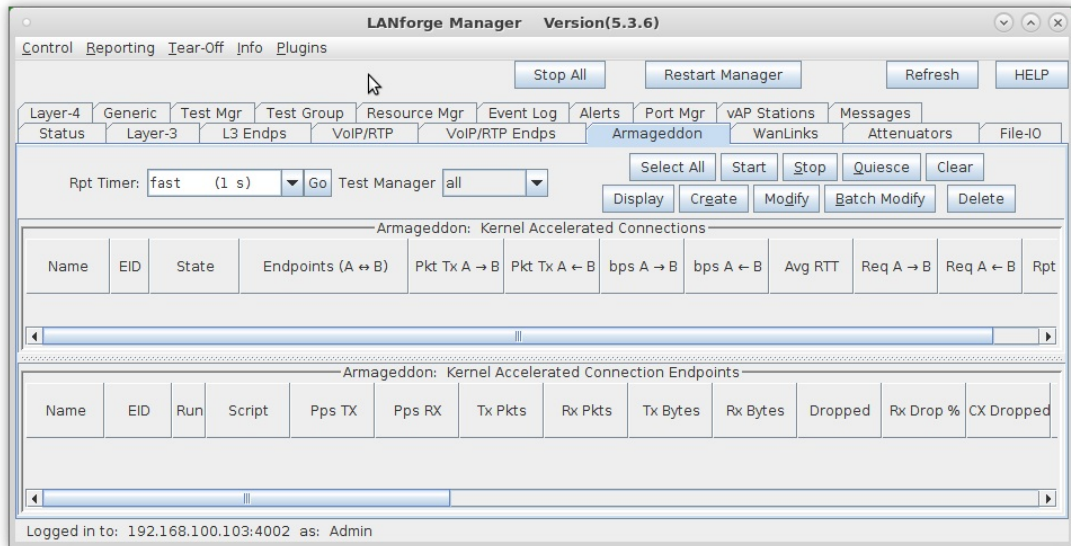 LANforge Manager Version(5.3.6)
Control Reporting Tear-Off Info Plugins
Stop All Restart Manager Refresh HELP
Layer-4 Generic Test Mgr Test Group Resource Mgr Event Log Alerts Port Mgr vAP Stations Messages
Status Layer-3 L3 Endps VoIP/RTP VoIP/RTP Endps Armageddon WanLinks Attenuators File-IO
Select All Start Stop Quiesce Clear
Rpt Timer: fast (1 s) Go Test Manager all
Display Create Modify Batch Modify Delete
Armageddon: Kernel Accelerated Connections
Name EID State Endpoints (A ↔ B) Pkt Tx A → B Pkt Tx A ← B bps A → B bps A ← B Avg RTT Req A → B Req A ← B Rpt
Armageddon: Kernel Accelerated Connection Endpoints
Name EID Run Script Pps TX Pps RX Tx Pkts Rx Pkts Tx Bytes Rx Bytes Dropped Rx Drop % CX Dropped
Logged in to: 192.168.100.103:4002 as: Admin